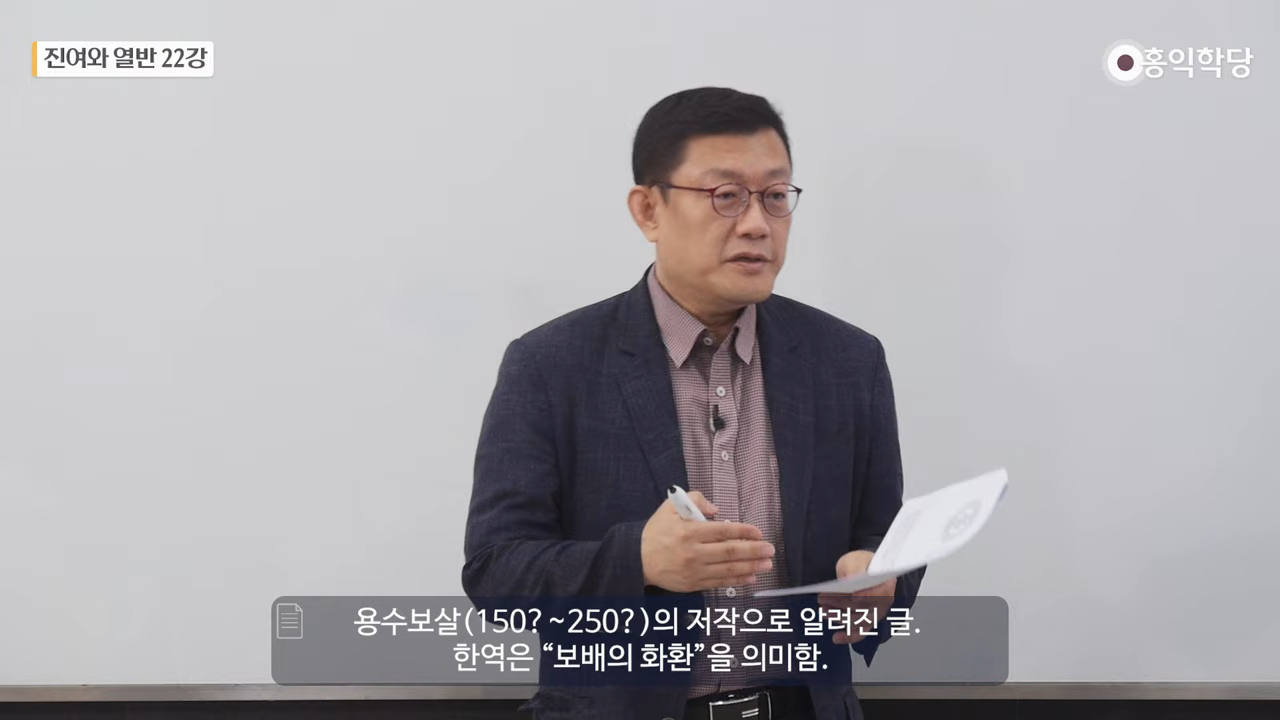 진여와 열반 22강
홍익학당
용수보살(150?~250?)의 저작으로 알려진 글.
한역은 “보배의 화환”을 의미함.